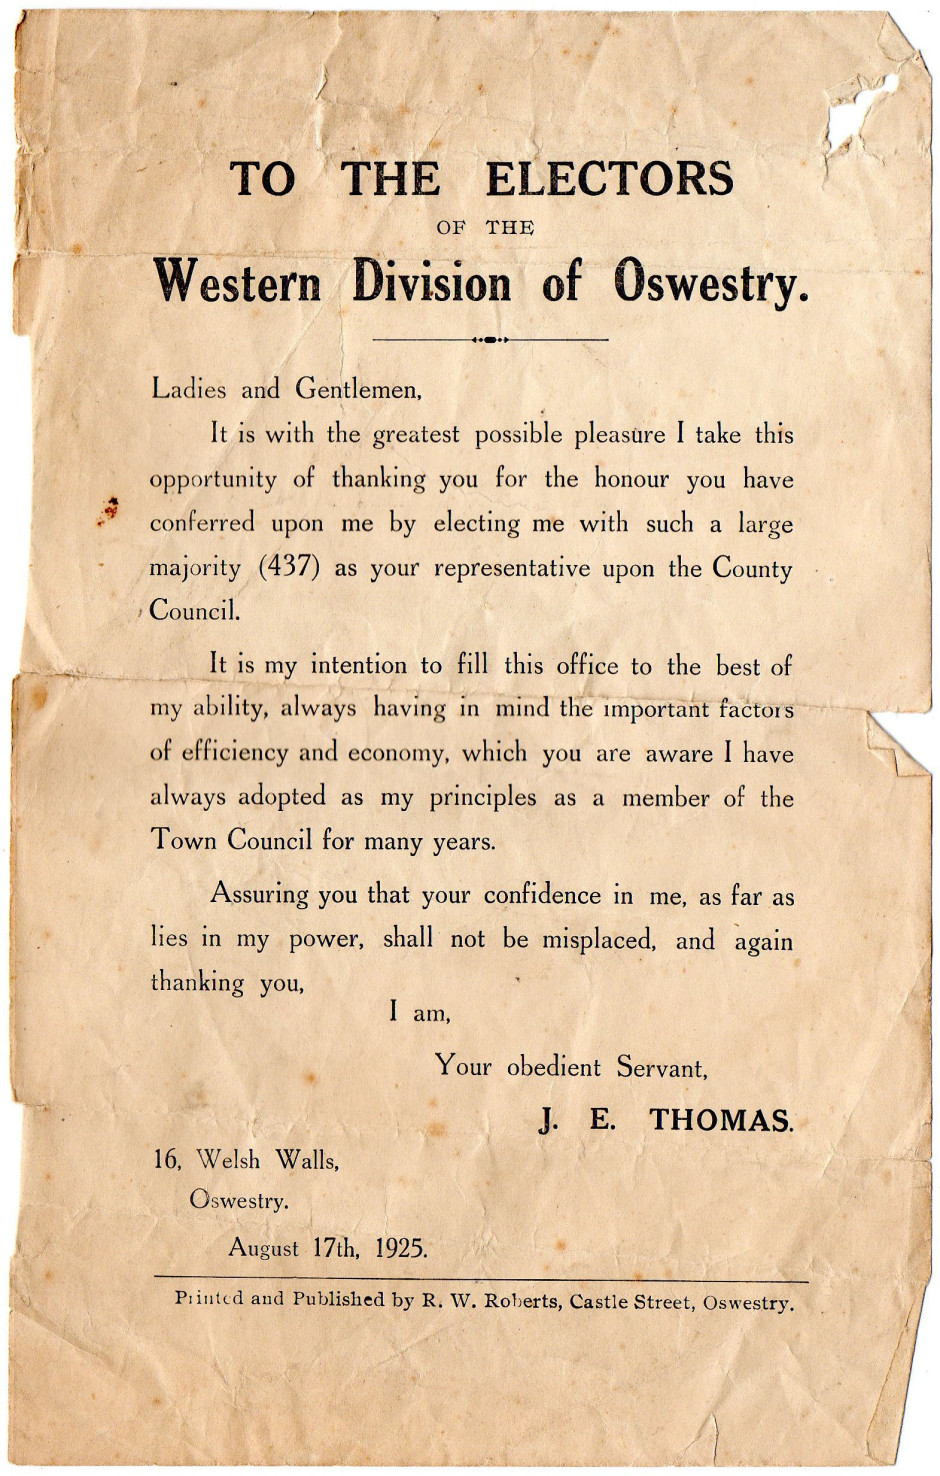 TO THE ELECTORS
OF THE
Western Division of Oswestry.
Ladies and Gentlemen,
It is with the greatest possible pleasure I take this
opportunity of thanking you for the honour you have
conferred upon me by electing me with such a large
majority (437) as your representative upon the County
Council.
It is my intention to fill this office to the best of
my ability, always having in mind the important factors
of efficiency and economy, which you are aware I have
always adopted as my principles as a member of the
Town Council for many years.
Assuring you that your confidence in me, as far as
lies in my power, shall not be misplaced, and again
thanking you,
I am,
Your obedient Servant,
J. E. THOMAS.
16, Welsh Walls,
Oswestry.
August 17th, 1925.
Printed and Published by R. W. Roberts, Castle Street, Oswestry.